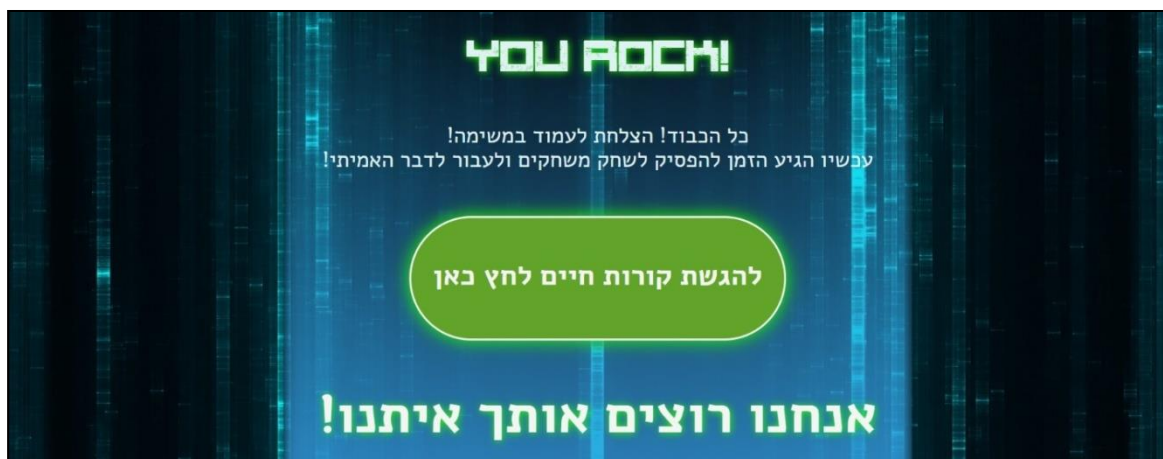 YOU ROCK!
כל הכבוד! הצלחת לעמוד במשימה!
עכשיו הגיע הזמן להפסיק לשחק משחקים ולעבור לדבר האמיתי!
להגשת קורות חיים לחץ כאן
אנחנו רוצים אותך איתנו!